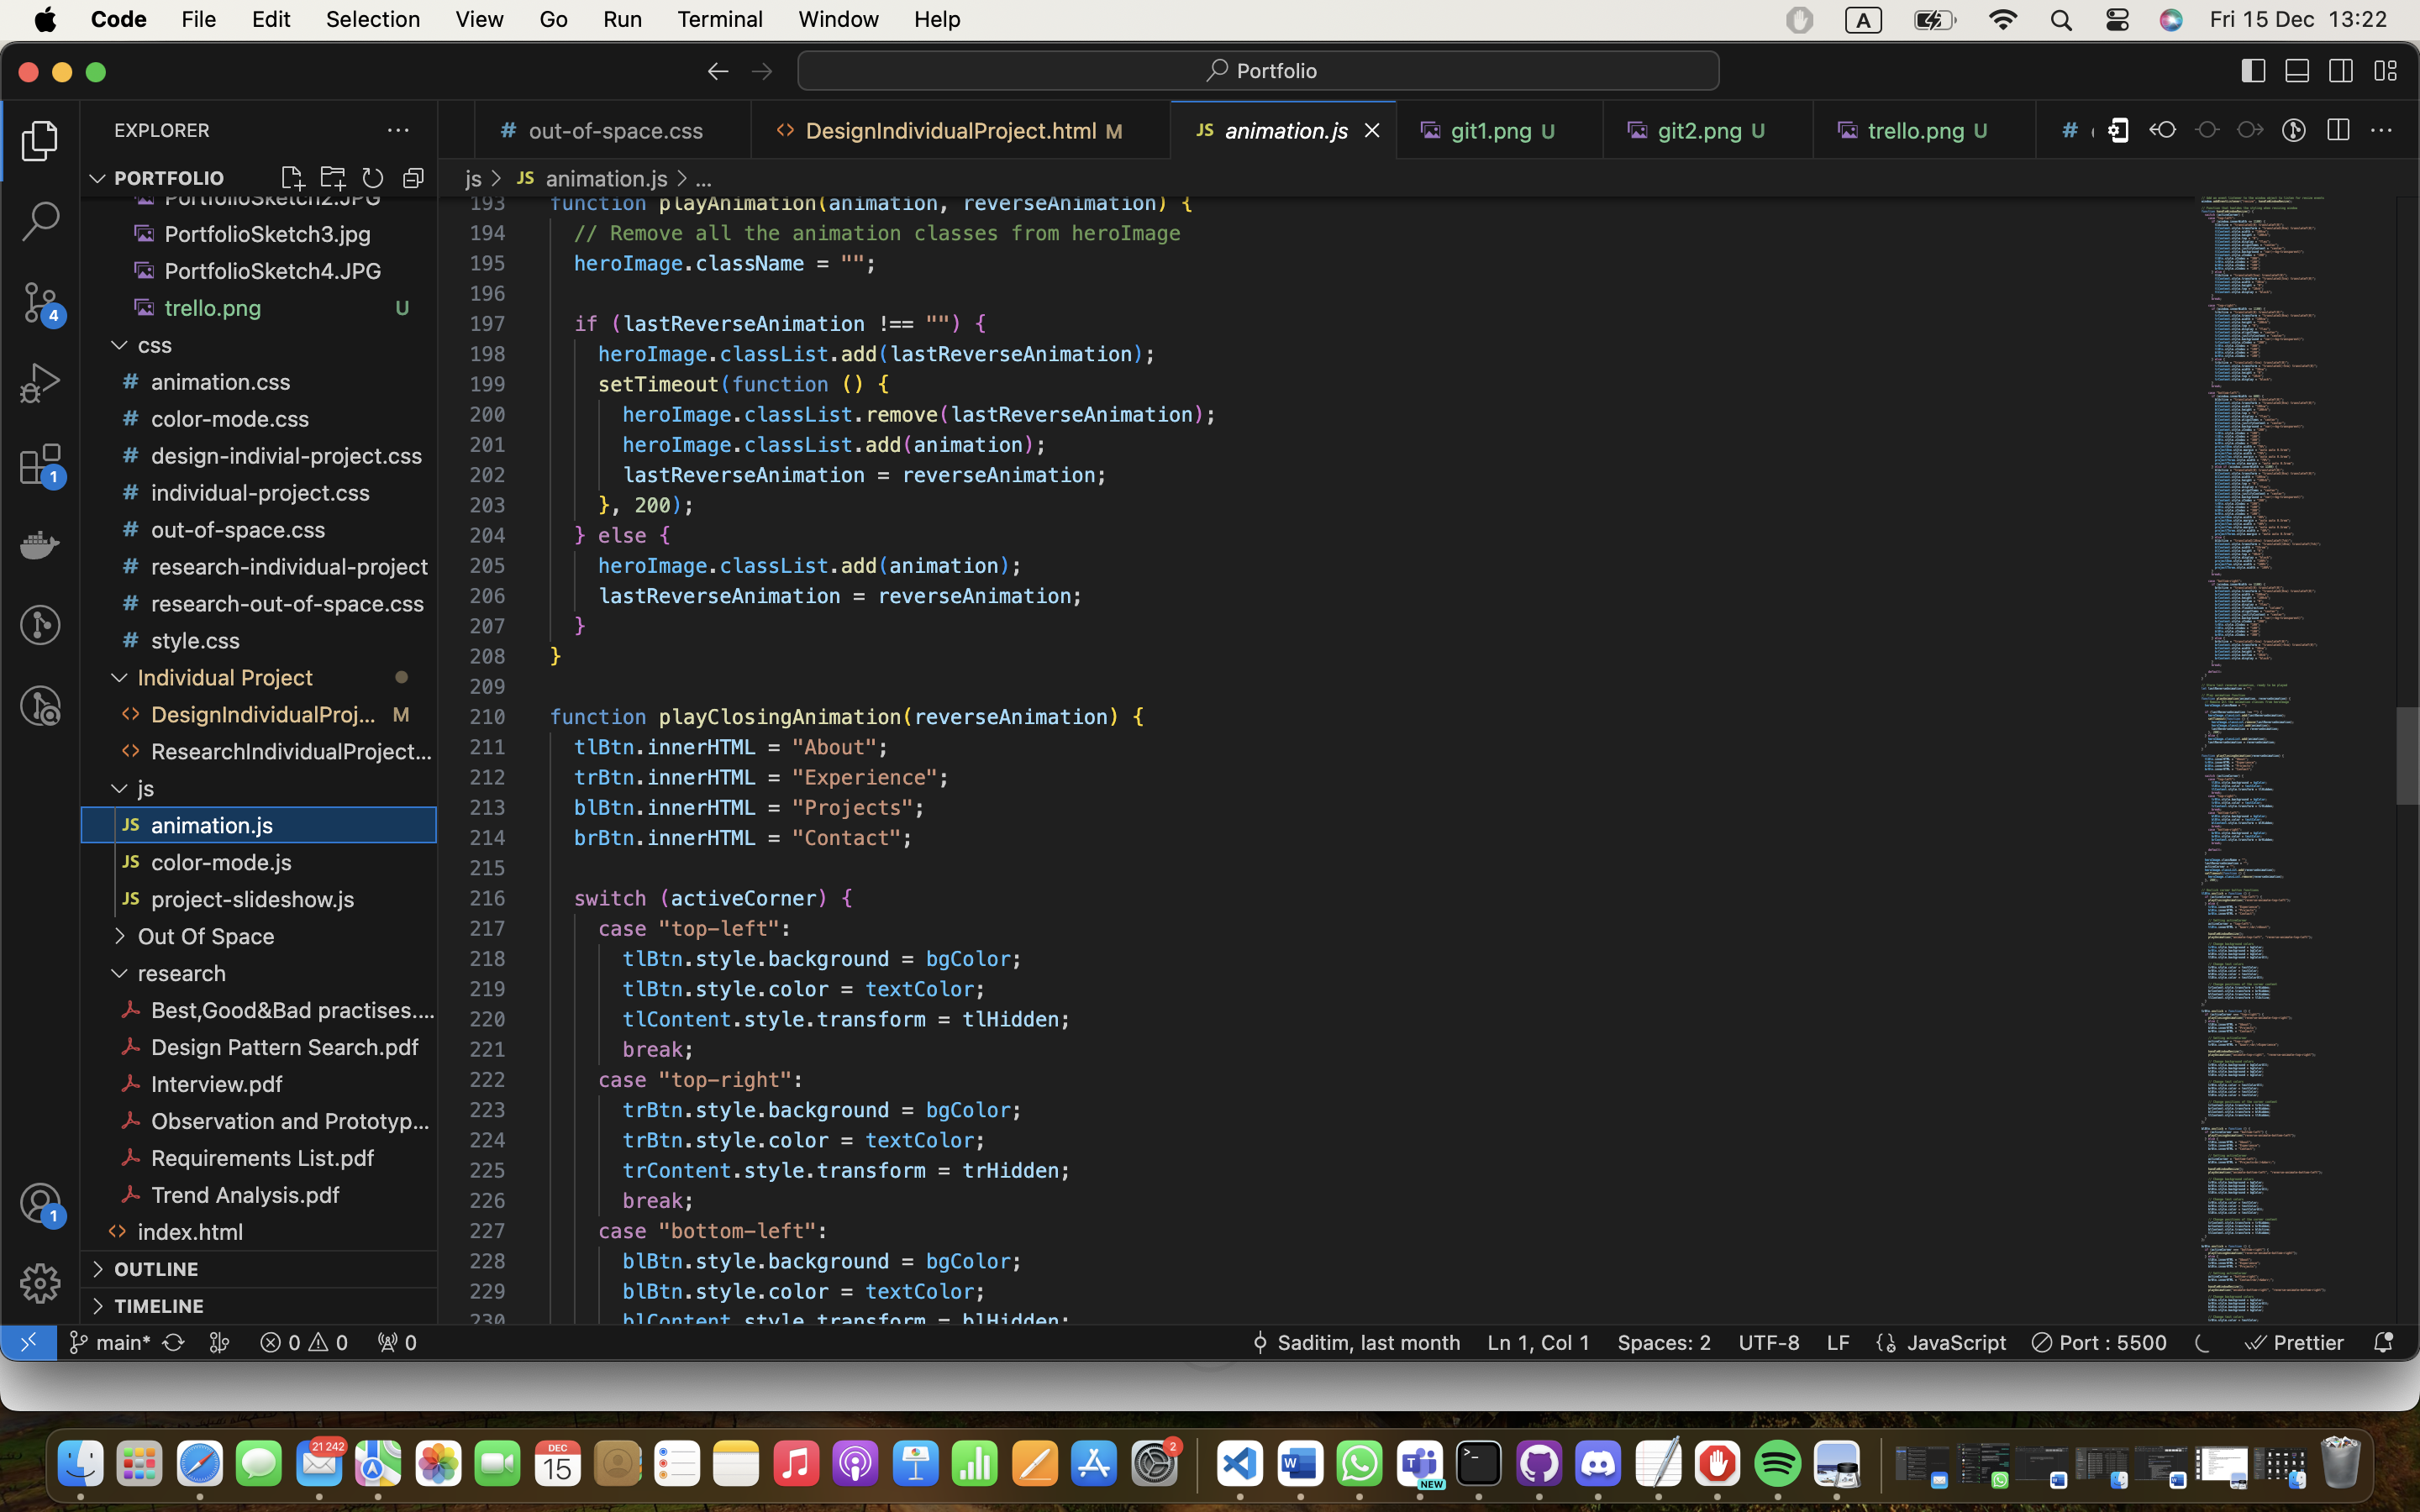 Code File Edit Selection View Go Run Terminal Window Help A Fri 15 Dec 13:22
Portfolio
EXPLORER
# out-of-space.css <> DesignIndividualProject.html M JS animation.js git1.png U git2.png U trello.png U #
PORTFOLIO
js > JS animation.js > ...
PortfolioSketch2.JPG
PortfolioSketch3.jpg
PortfolioSketch4.JPG
trello.png U
css
# animation.css
# color-mode.css
# design-indivial-project.css
# individual-project.css
# out-of-space.css
# research-individual-project
# research-out-of-space.css
# style.css
Individual Project
<> DesignIndividualProj... M
<> ResearchIndividualProject...
js
JS animation.js
JS color-mode.js
JS project-slideshow.js
Out Of Space
research
Best,Good&Bad practises....
Design Pattern Search.pdf
Interview.pdf
Observation and Prototyp...
Requirements List.pdf
Trend Analysis.pdf
<> index.html
OUTLINE
TIMELINE
4
1
1
193 function playAnimation(animation, reverseAnimation) {
194 // Remove all the animation classes from heroImage
195 heroImage.className = "";
196
197 if (lastReverseAnimation !== "") {
198 heroImage.classList.add(lastReverseAnimation);
199 setTimeout(function () {
200 heroImage.classList.remove(lastReverseAnimation);
201 heroImage.classList.add(animation);
202 lastReverseAnimation = reverseAnimation;
203 }, 200);
204 } else {
205 heroImage.classList.add(animation);
206 lastReverseAnimation = reverseAnimation;
207 }
208 }
209
210 function playClosingAnimation(reverseAnimation) {
211 tlBtn.innerHTML = "About";
212 trBtn.innerHTML = "Experience";
213 blBtn.innerHTML = "Projects";
214 brBtn.innerHTML = "Contact";
215
216 switch (activeCorner) {
217 case "top-left":
218 tlBtn.style.background = bgColor;
219 tlBtn.style.color = textColor;
220 tlContent.style.transform = tlHidden;
221 break;
222 case "top-right":
223 trBtn.style.background = bgColor;
224 trBtn.style.color = textColor;
225 trContent.style.transform = trHidden;
226 break;
227 case "bottom-left":
228 blBtn.style.background = bgColor;
229 blBtn.style.color = textColor;
230 blContent.style.transform = blHidden;
main* 0 0 0 Saditim, last month Ln 1, Col 1 Spaces: 2 UTF-8 LF JavaScript Port : 5500 Prettier
21 242
DEC
15
2
W
NEW